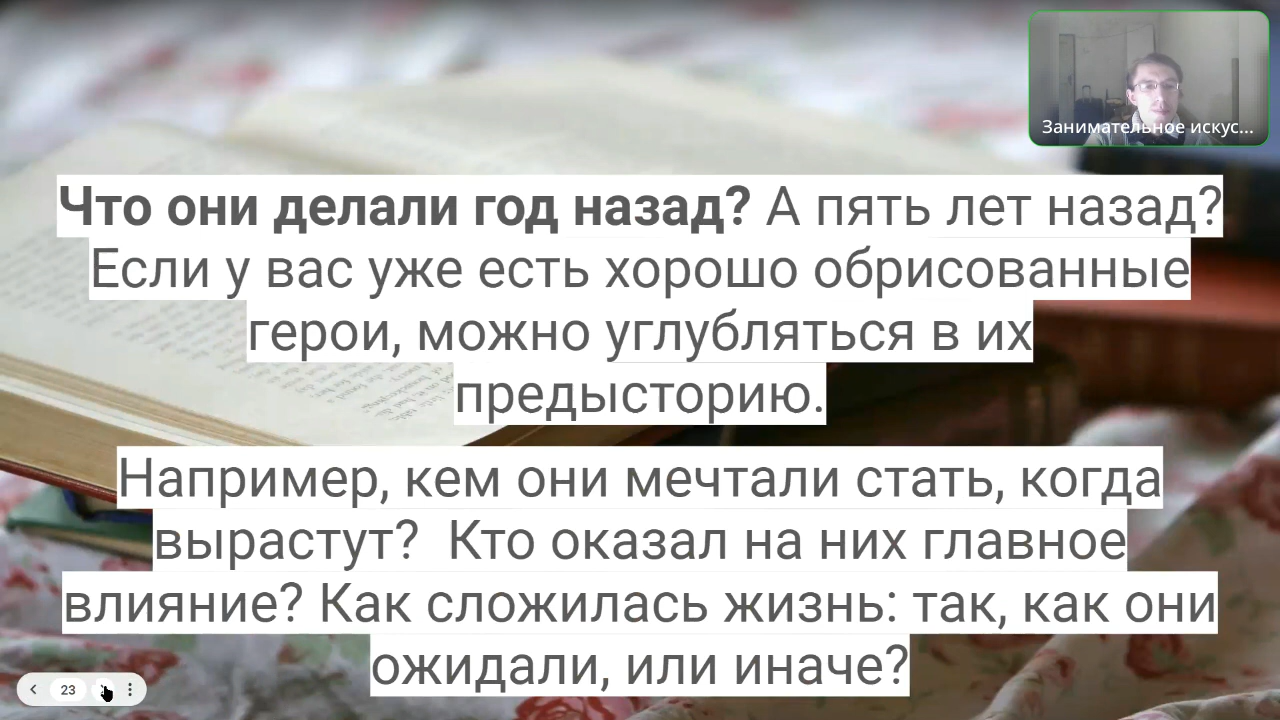 Занимательное искус...
Что они делали год назад? А пять лет назад?
Если у вас уже есть хорошо обрисованные
герои, можно углубляться в их
предысторию.
Например, кем они мечтали стать, когда
вырастут?  Кто оказал на них главное
влияние? Как сложилась жизнь: так, как они
ожидали, или иначе?
23